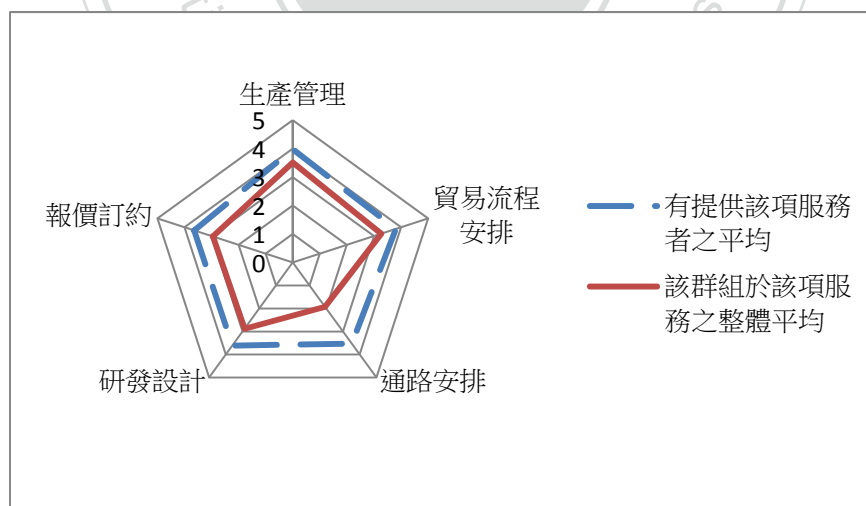 生產管理
5
4
3
2
1
0
貿易流程
安排
通路安排
研發設計
報價訂約
有提供該項服務
者之平均
該群組於該項服
務之整體平均